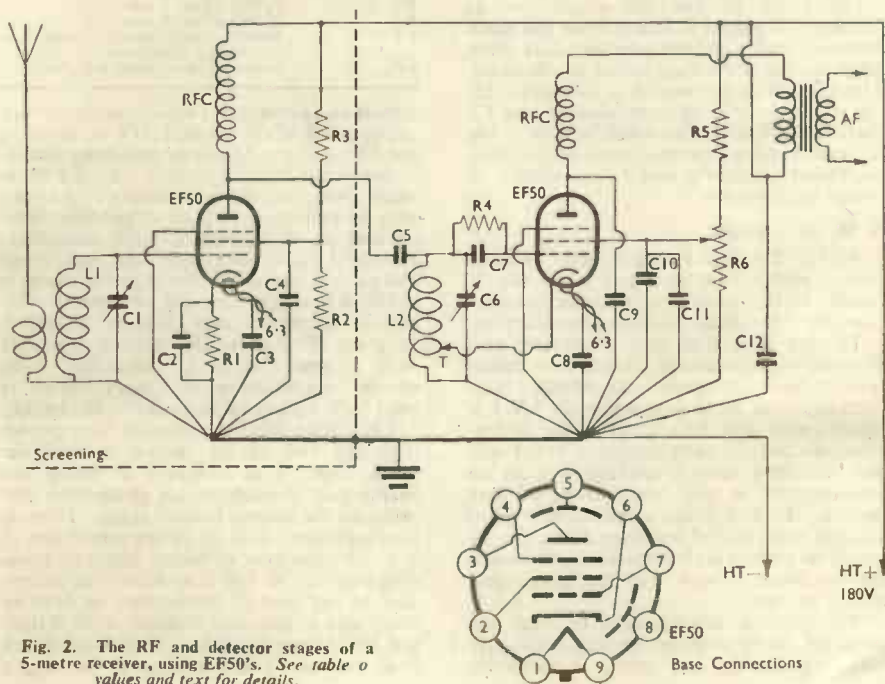 RFC
R3
EF50
L1
C1
C2
R1
C3
6·3
C4
R2
Screening
C5
R4
C7
L2
C6
T
RFC
EF50
C8
6·3
C9
C10
C11
R5
R6
C12
AF
HT-
HT+
180V
1
2
3
4
5
6
7
8
9
EF50
Base Connections
Fig. 2. The RF and detector stages of a
5-metre receiver, using EF50's. See table o
values and text for details.